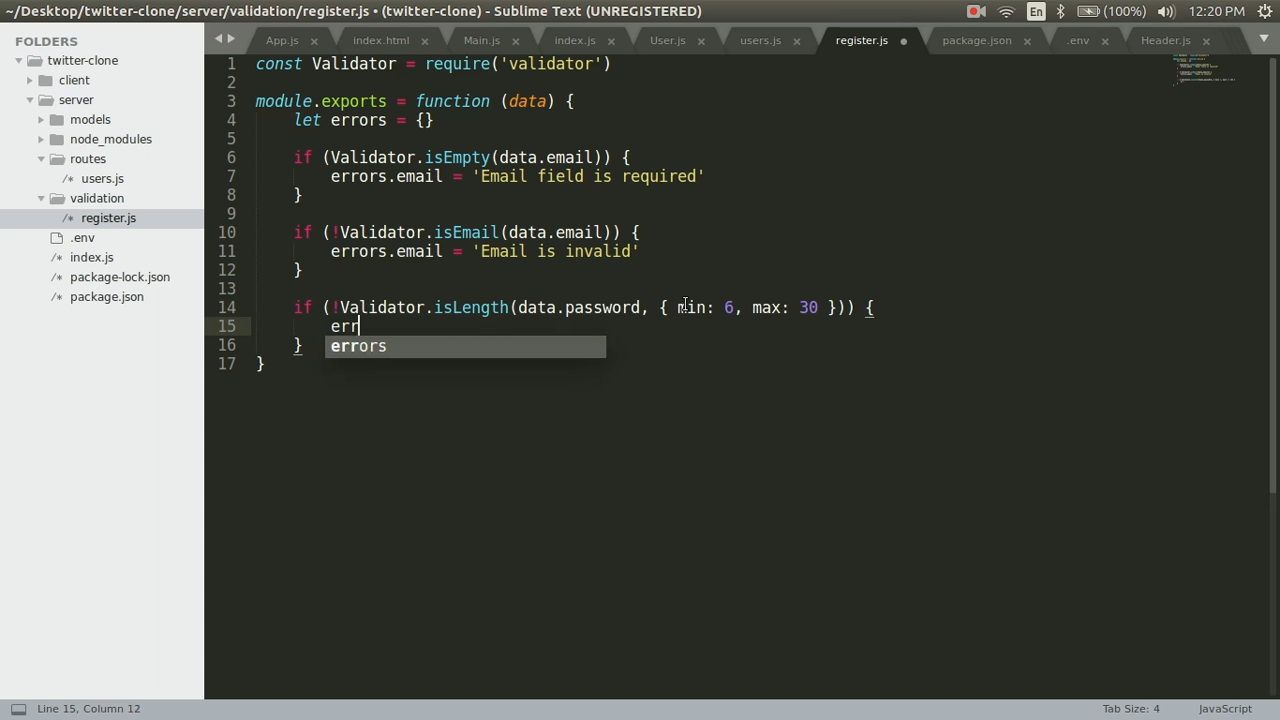 ~/Desktop/twitter-clone/server/validation/register.js • (twitter-clone) - Sublime Text (UNREGISTERED)
En
(100%)
12:20 PM
FOLDERS
twitter-clone
client
server
models
node_modules
routes
/* users.js
validation
/* register.js
.env
/* index.js
/* package-lock.json
/* package.json
App.js
index.html
Main.js
index.js
User.js
users.js
register.js
package.json
.env
Header.js
1 const Validator = require('validator')
2
3 module.exports = function (data) {
4 let errors = {}
5
6 if (Validator.isEmpty(data.email)) {
7 errors.email = 'Email field is required'
8 }
9
10 if (!Validator.isEmail(data.email)) {
11 errors.email = 'Email is invalid'
12 }
13
14 if (!Validator.isLength(data.password, { min: 6, max: 30 })) {
15 err
16 }
errors
17 }
Line 15, Column 12
Tab Size: 4
JavaScript